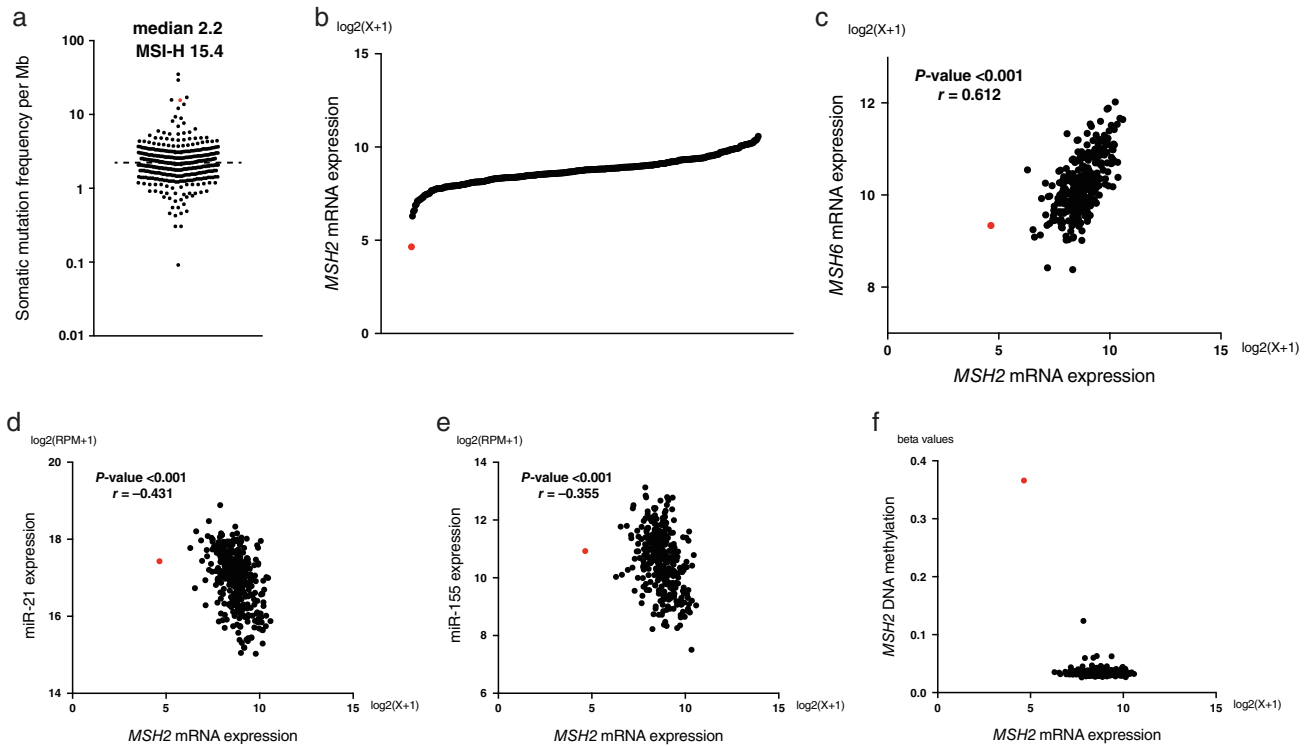 a
median 2.2
MSI-H 15.4
Somatic mutation frequency per Mb
100
10
1
0.1
0.01
b
log2(X+1)
MSH2 mRNA expression
15
10
5
0
c
log2(X+1)
P-value <0.001
r = 0.612
MSH6 mRNA expression
12
10
8
0
5
10
15
log2(X+1)
MSH2 mRNA expression
d
log2(RPM+1)
P-value <0.001
r = –0.431
miR-21 expression
20
18
16
14
0
5
10
15
log2(X+1)
MSH2 mRNA expression
e
log2(RPM+1)
P-value <0.001
r = –0.355
miR-155 expression
14
12
10
8
6
0
5
10
15
log2(X+1)
MSH2 mRNA expression
f
beta values
MSH2 DNA methylation
0.4
0.3
0.2
0.1
0.0
0
5
10
15
log2(X+1)
MSH2 mRNA expression